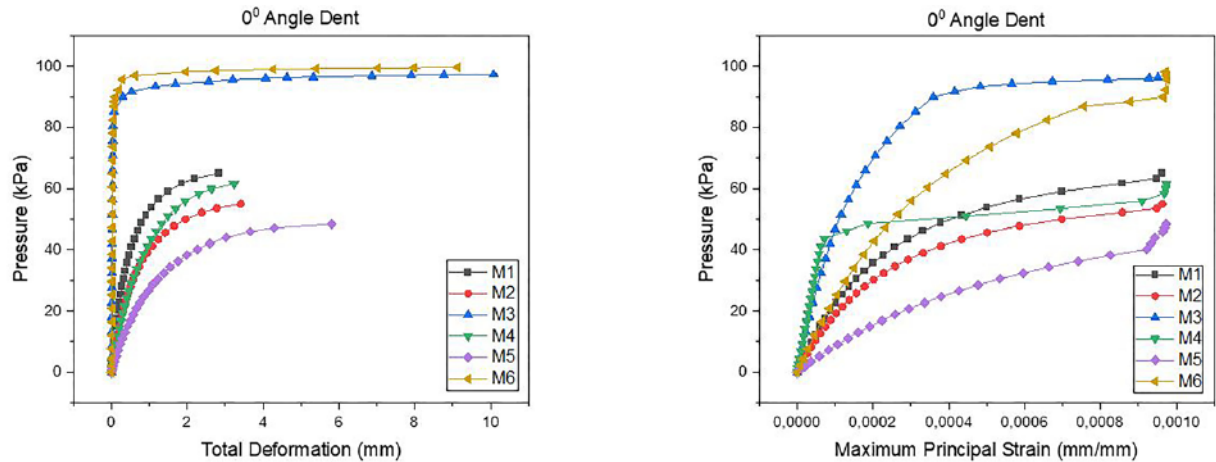 0⁰ Angle Dent
100
80
60
40
20
0
Pressure (kPa)
M1
M2
M3
M4
M5
M6
0 2 4 6 8 10
Total Deformation (mm)
0⁰ Angle Dent
100
80
60
40
20
0
Pressure (kPa)
M1
M2
M3
M4
M5
M6
0,0000 0,0002 0,0004 0,0006 0,0008 0,0010
Maximum Principal Strain (mm/mm)